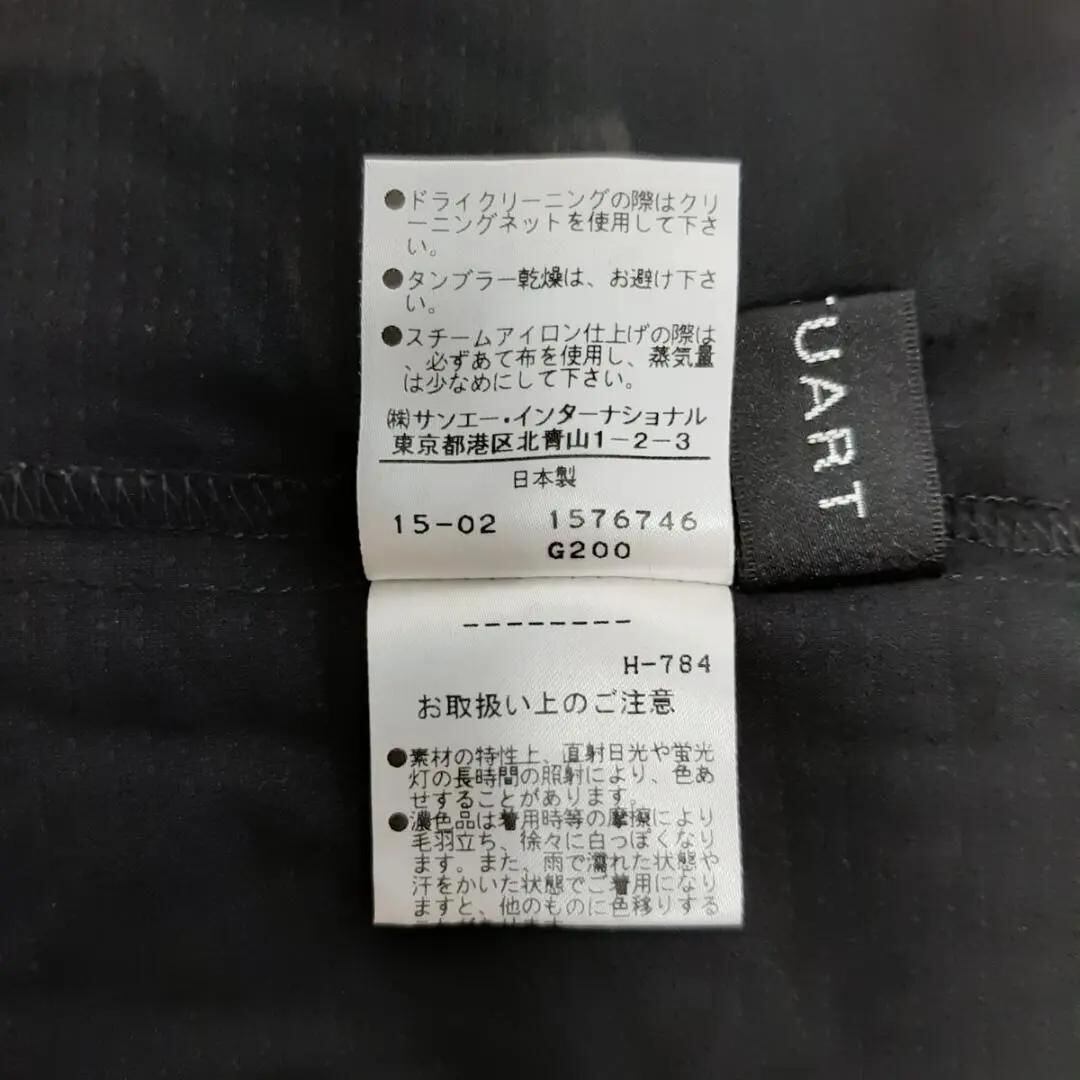 ●ドライクリーニングの際はクリ
ーニングネットを使用して下さ
い。
●タンブラー乾燥は、お避け下さ
い。
●スチームアイロン仕上げの際は
、必ずあて布を使用し、蒸気量
は少なめにして下さい。
㈱サンエー・インターナショナル
東京都港区北青山1-2-3
日本製
15-02 1576746
G200
TUART
--------
H-784
お取扱い上のご注意
●素材の特性上、直射日光や蛍光
灯の長時間の照射により、色あ
せすることがあります。
●濃色品は着用時等の摩擦により
毛羽立ち、徐々に白っぽくなり
ます。また、雨で濡れた状態や
汗をかいた状態でご着用になり
ますと、他のものに色移りする